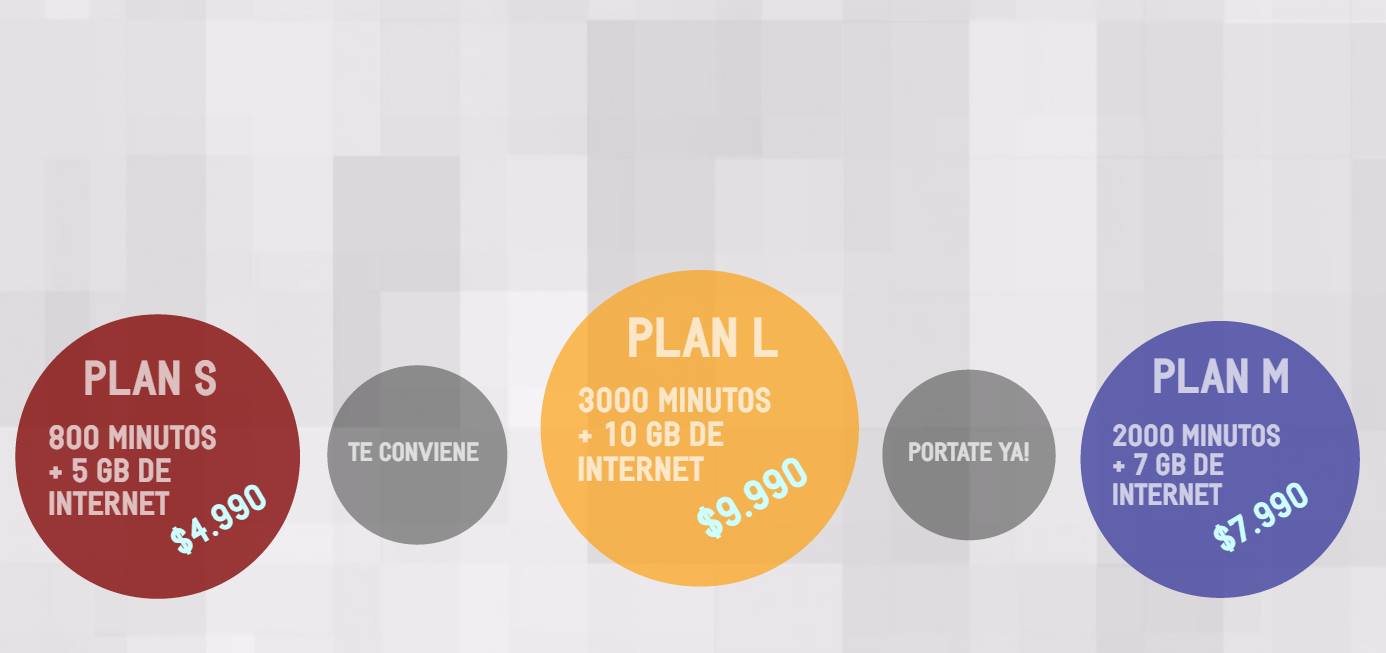 PLAN S
800 MINUTOS
+ 5 GB DE
INTERNET
$4.990
TE CONVIENE
PLAN L
3000 MINUTOS
+ 10 GB DE
INTERNET
$9.990
PORTATE YA!
PLAN M
2000 MINUTOS
+ 7 GB DE
INTERNET
$7.990